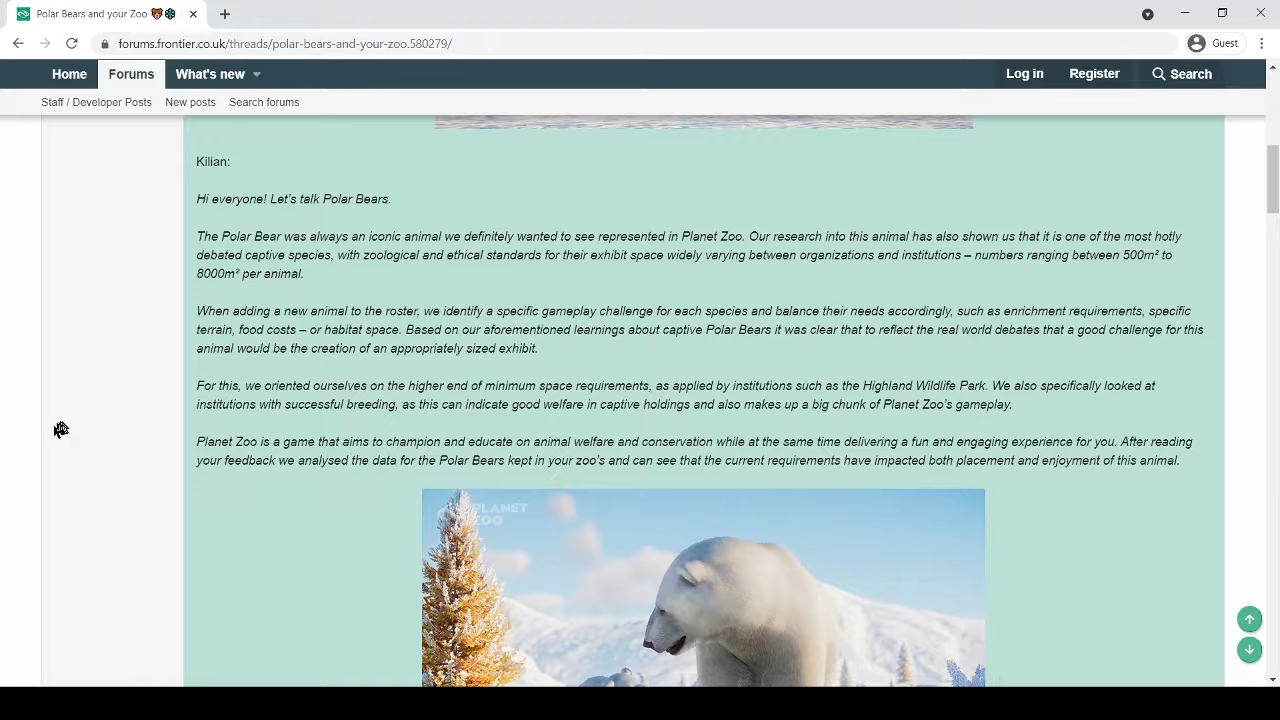 Polar Bears and your Zoo 🐻❄
forums.frontier.co.uk/threads/polar-bears-and-your-zoo.580279/
Guest
Home
Forums
What's new
Log in
Register
Search
Staff / Developer Posts
New posts
Search forums
Kilian:
Hi everyone! Let's talk Polar Bears.
The Polar Bear was always an iconic animal we definitely wanted to see represented in Planet Zoo. Our research into this animal has also shown us that it is one of the most hotly
debated captive species, with zoological and ethical standards for their exhibit space widely varying between organizations and institutions – numbers ranging between 500m² to
8000m² per animal.
When adding a new animal to the roster, we identify a specific gameplay challenge for each species and balance their needs accordingly, such as enrichment requirements, specific
terrain, food costs – or habitat space. Based on our aforementioned learnings about captive Polar Bears it was clear that to reflect the real world debates that a good challenge for this
animal would be the creation of an appropriately sized exhibit.
For this, we oriented ourselves on the higher end of minimum space requirements, as applied by institutions such as the Highland Wildlife Park. We also specifically looked at
institutions with successful breeding, as this can indicate good welfare in captive holdings and also makes up a big chunk of Planet Zoo's gameplay.
Planet Zoo is a game that aims to champion and educate on animal welfare and conservation while at the same time delivering a fun and engaging experience for you. After reading
your feedback we analysed the data for the Polar Bears kept in your zoo's and can see that the current requirements have impacted both placement and enjoyment of this animal.
PLANET
ZOO